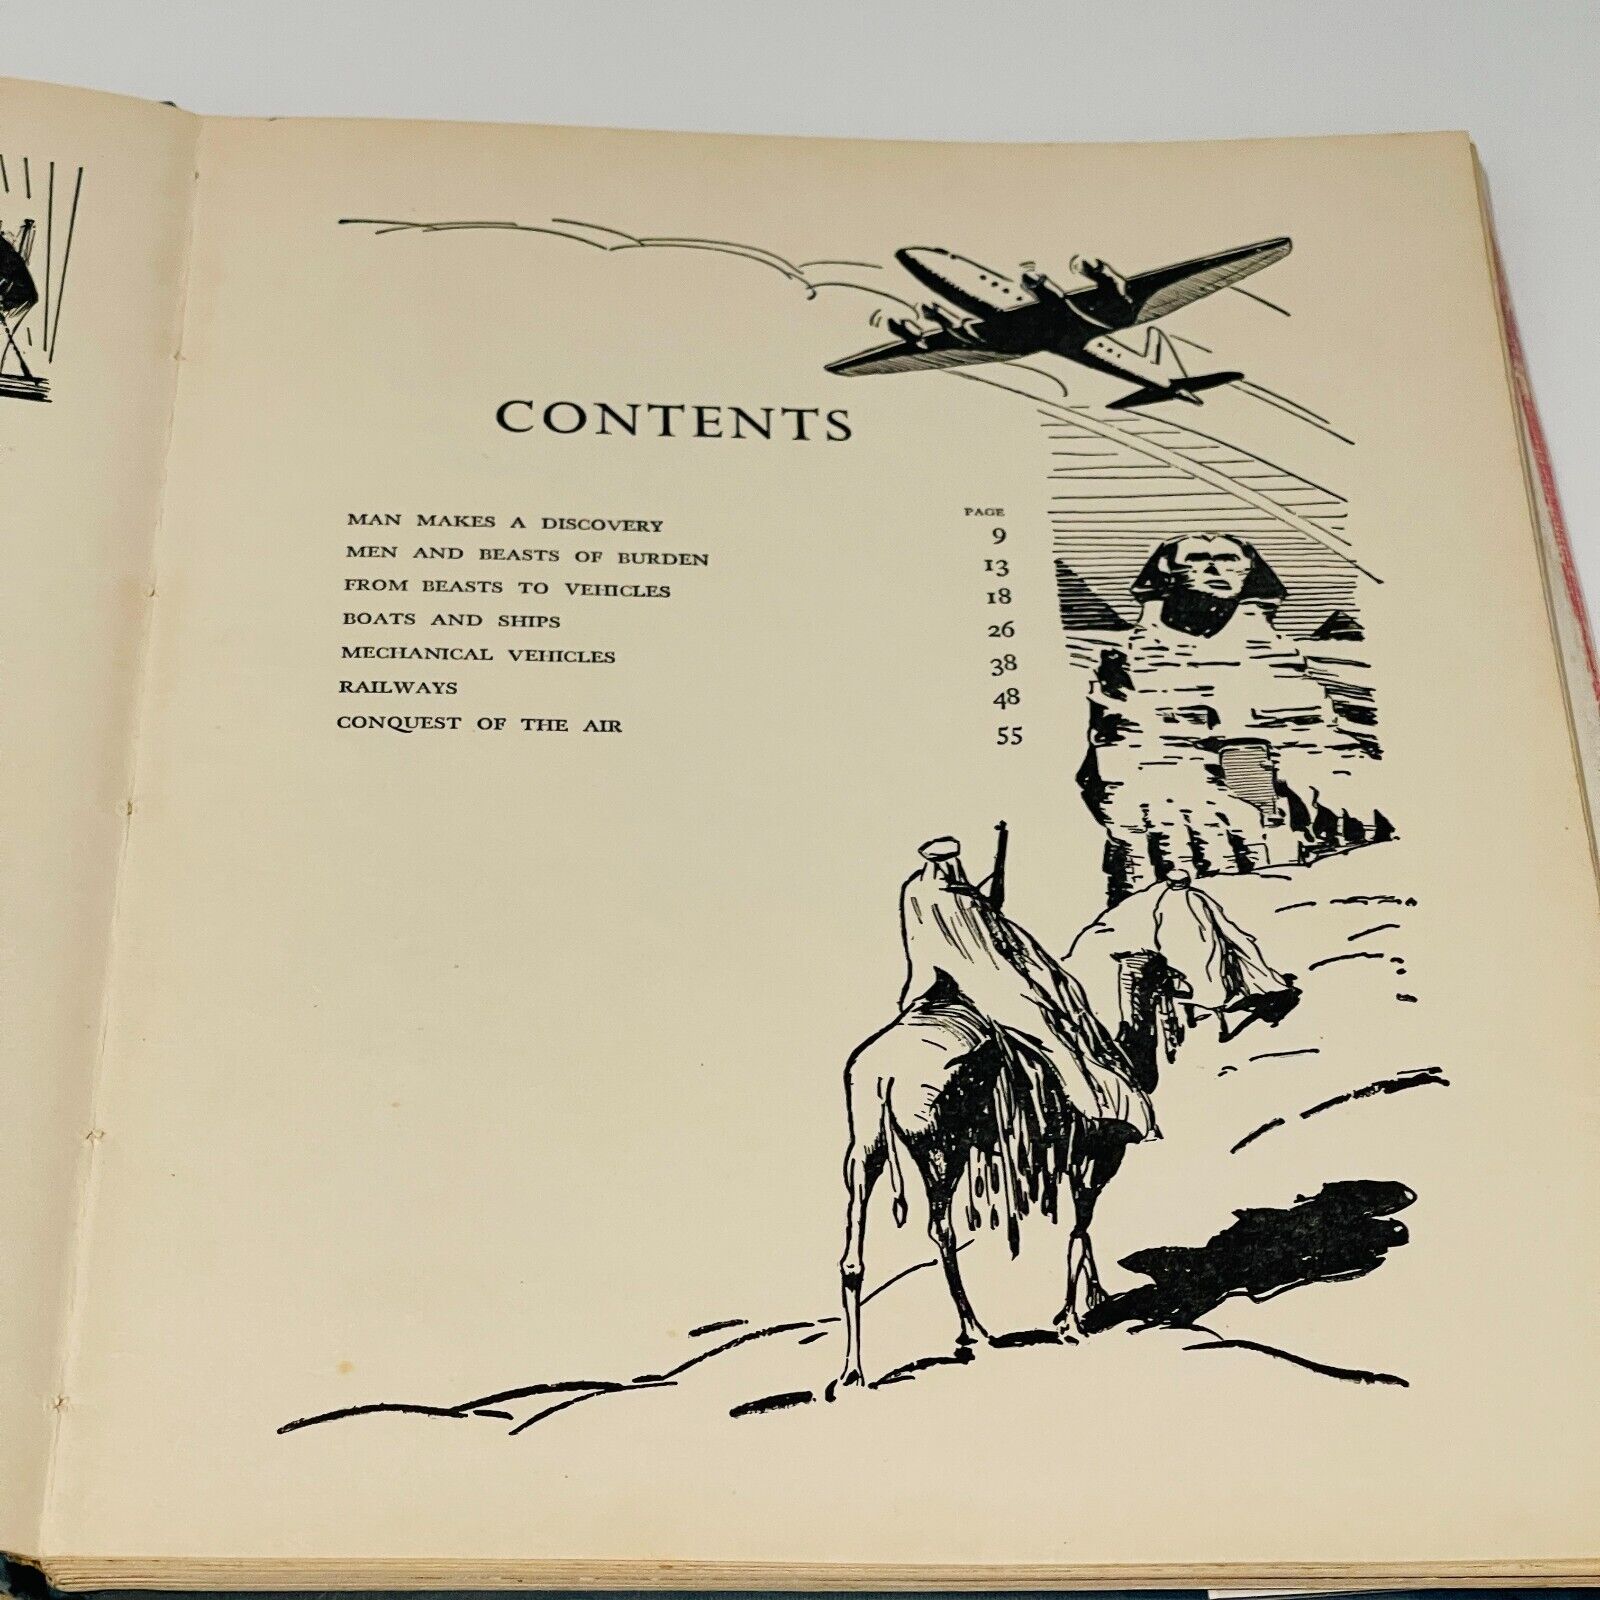 CONTENTS
PAGE
MAN MAKES A DISCOVERY 9
MEN AND BEASTS OF BURDEN 13
FROM BEASTS TO VEHICLES 18
BOATS AND SHIPS 26
MECHANICAL VEHICLES 38
RAILWAYS 48
CONQUEST OF THE AIR 55